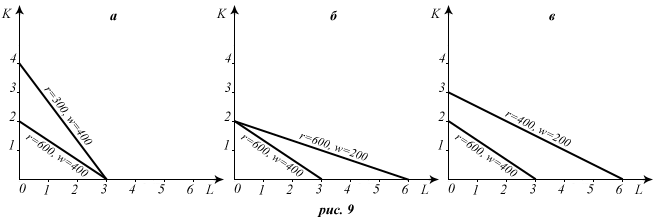 K а
4
3
2
1
r=300, w=400
r=600, w=400
0 1 2 3 4 5 6 L
K б
4
3
2
1
r=600, w=200
r=600, w=400
0 1 2 3 4 5 6 L
K в
4
3
2
1
r=400, w=200
r=600, w=400
0 1 2 3 4 5 6 L
рис. 9